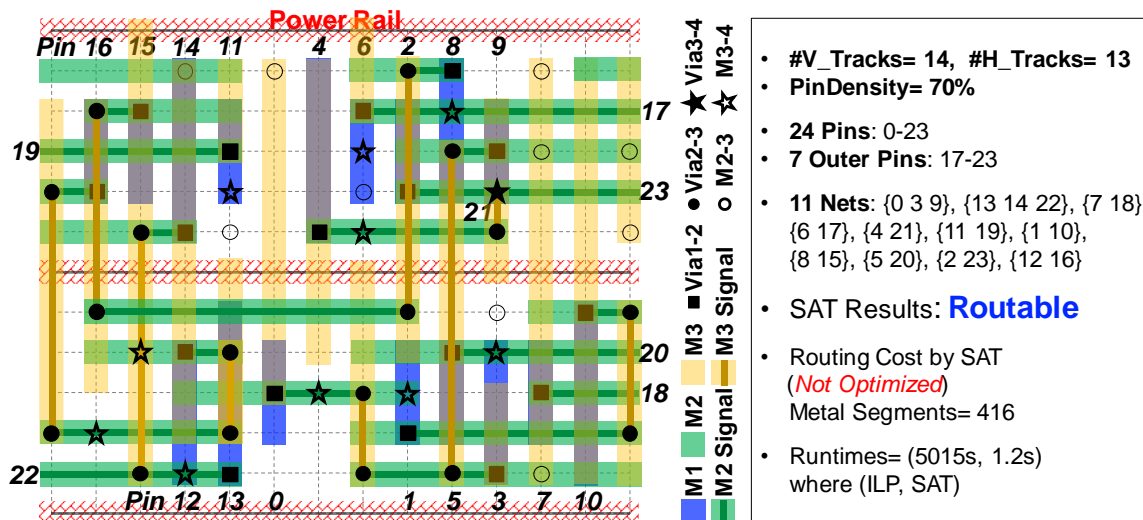 Power Rail
Pin 16 15 14 11 4 6 2 8 9
17
19
23
21
20
18
22
Pin 12 13 0 1 5 3 7 10
M1 M2 M3 Via1-2 Via2-3 Via3-4
M2 Signal M3 Signal M2-3 M3-4
• #V_Tracks= 14, #H_Tracks= 13
• PinDensity= 70%
• 24 Pins: 0-23
• 7 Outer Pins: 17-23
• 11 Nets: {0 3 9}, {13 14 22}, {7 18}
{6 17}, {4 21}, {11 19}, {1 10},
{8 15}, {5 20}, {2 23}, {12 16}
• SAT Results: Routable
• Routing Cost by SAT
(Not Optimized)
Metal Segments= 416
• Runtimes= (5015s, 1.2s)
where (ILP, SAT)